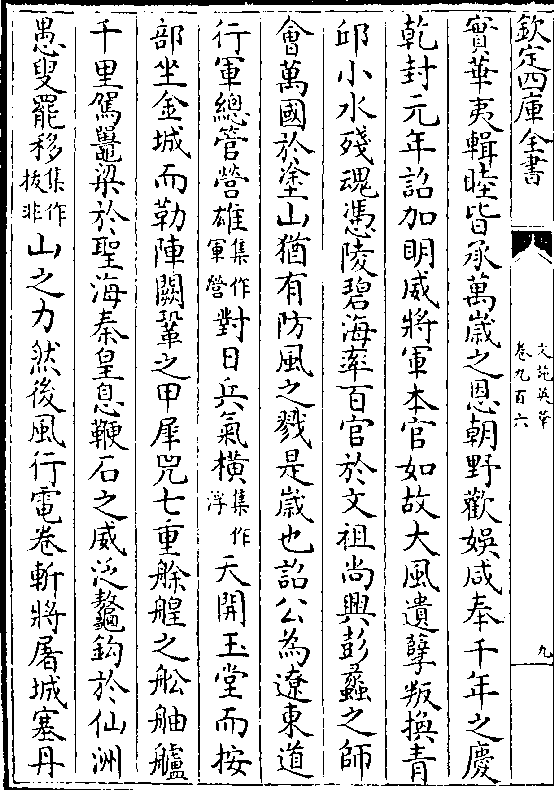 欽定四庫全書
文苑英華
卷九百六
九
實華夷輯睦皆承萬歲之恩朝野歡娛咸奉千年之慶
乾封元年詔加明威將軍本官如故大風遺孽叛換青
邱小水殘魂憑陵碧海率百官於文祖尚興彭蠡之師
會萬國於塗山猶有防風之戮是歲也詔公為遼東道
行軍總管營雄集作軍營對日兵氣橫集作浮天開玉堂而按
部坐金城而勒陣闕鞏之甲犀兕七重艅艎之舩舳艫
千里駕鼉梁於聖海秦皇息鞭石之威泛鼇鈎於仙洲
愚叟罷移集作拔非山之力然後風行電卷斬將屠城塞丹